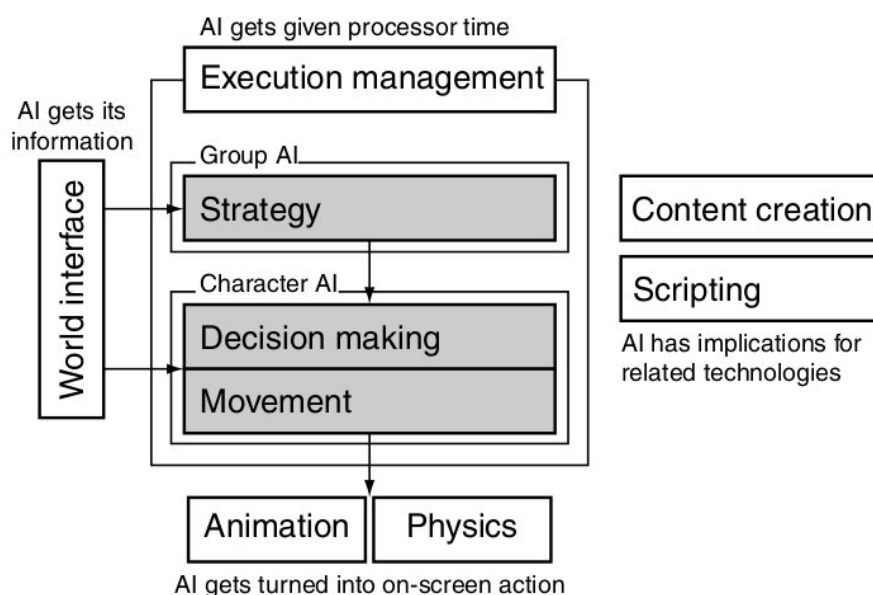 AI gets given processor time
Execution management
AI gets its
information
World interface
Group AI
Strategy
Character AI
Decision making
Movement
Animation
Physics
AI gets turned into on-screen action
Content creation
Scripting
AI has implications for
related technologies